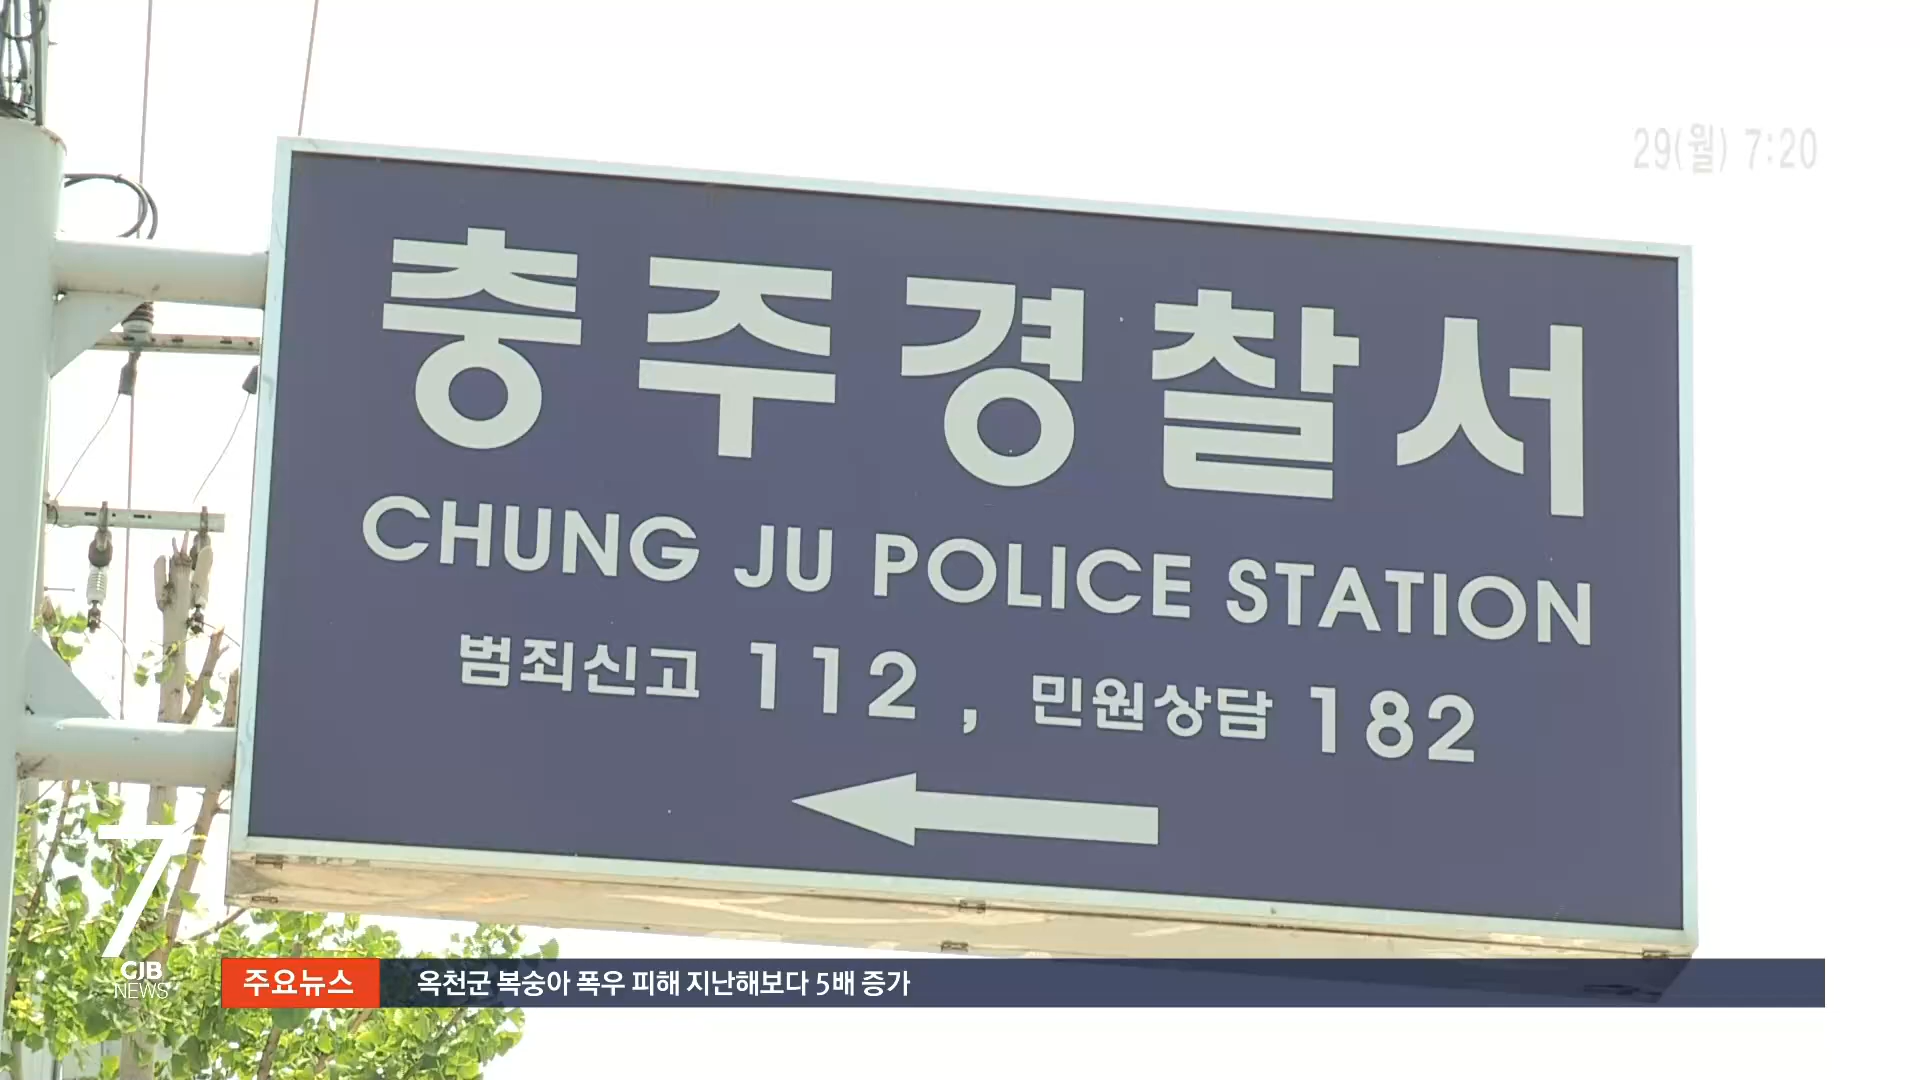 29(월) 7:20
충주경찰서
CHUNG JU POLICE STATION
범죄신고 112 , 민원상담 182
7
CJB
NEWS
주요뉴스 옥천군 복숭아 폭우 피해 지난해보다 5배 증가